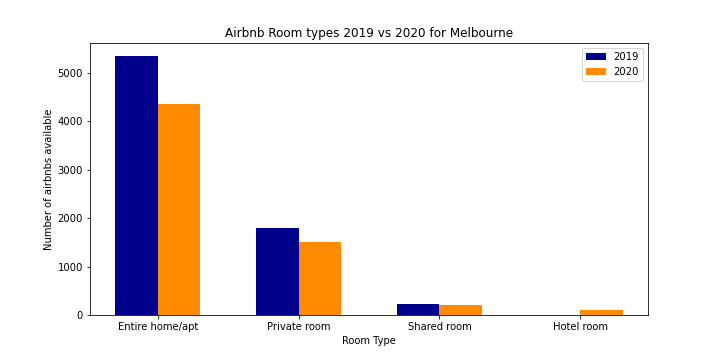 Airbnb Room types 2019 vs 2020 for Melbourne
2019
2020
Number of airbnbs available
5000
4000
3000
2000
1000
0
Entire home/apt
Private room
Shared room
Hotel room
Room Type